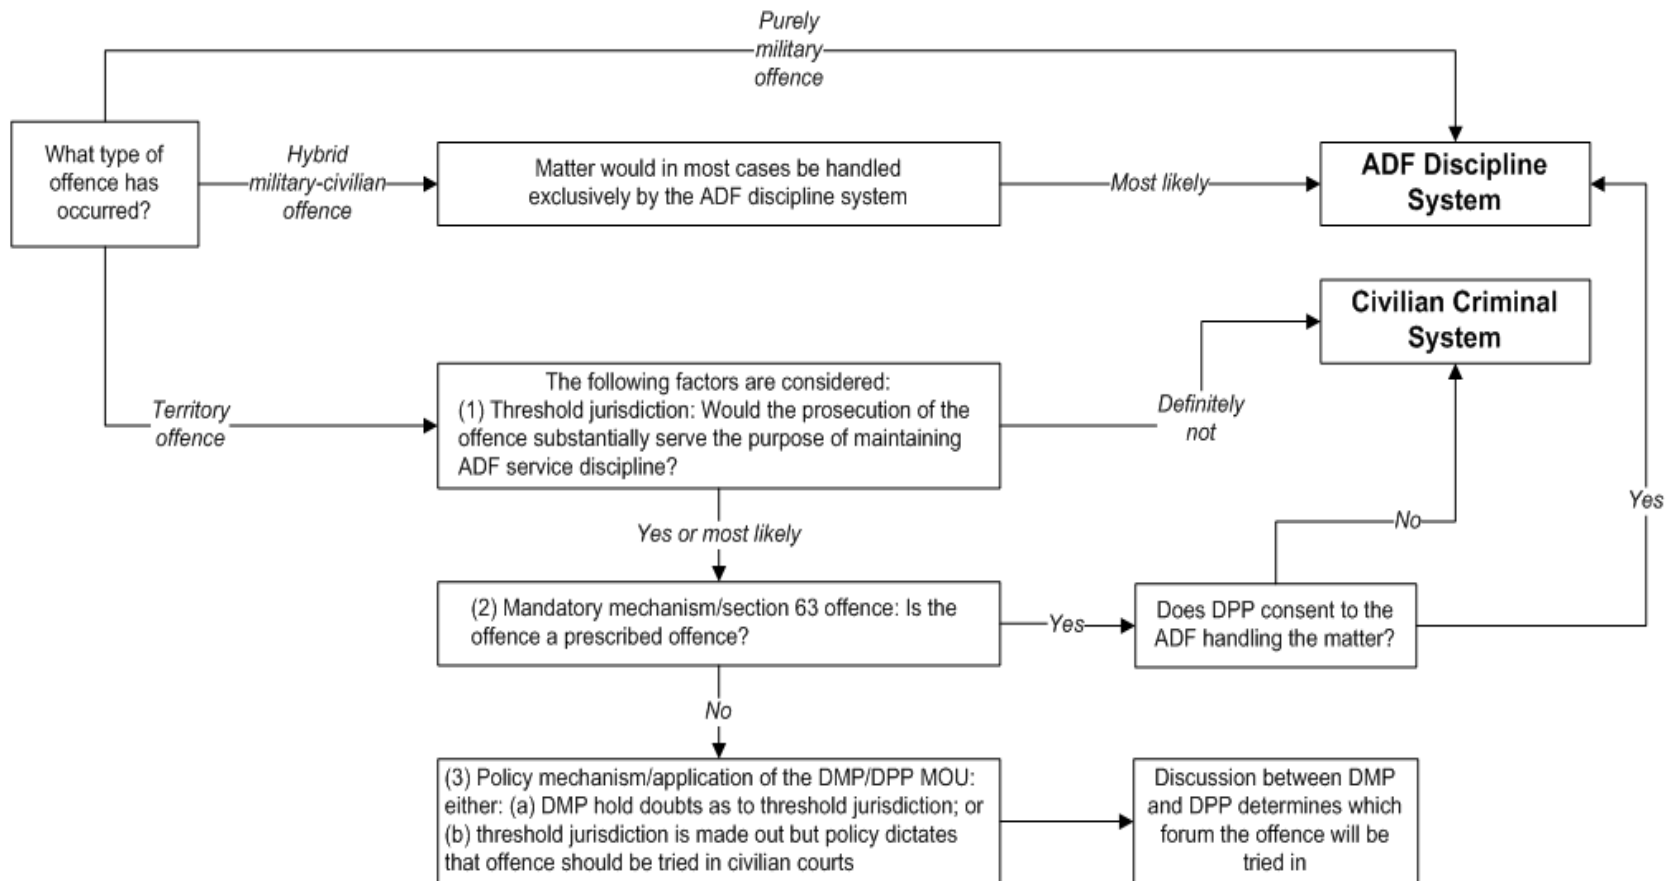 Purely
military
offence
What type of
offence has
occurred?
Hybrid
military-civilian
offence
Matter would in most cases be handled
exclusively by the ADF discipline system
Most likely
ADF Discipline
System
Civilian Criminal
System
Territory
offence
The following factors are considered:
(1) Threshold jurisdiction: Would the prosecution of the
offence substantially serve the purpose of maintaining
ADF service discipline?
Definitely
not
Yes or most likely
No
Yes
(2) Mandatory mechanism/section 63 offence: Is the
offence a prescribed offence?
Yes
Does DPP consent to the
ADF handling the matter?
No
(3) Policy mechanism/application of the DMP/DPP MOU:
either: (a) DMP hold doubts as to threshold jurisdiction; or
(b) threshold jurisdiction is made out but policy dictates
that offence should be tried in civilian courts
Discussion between DMP
and DPP determines which
forum the offence will be
tried in